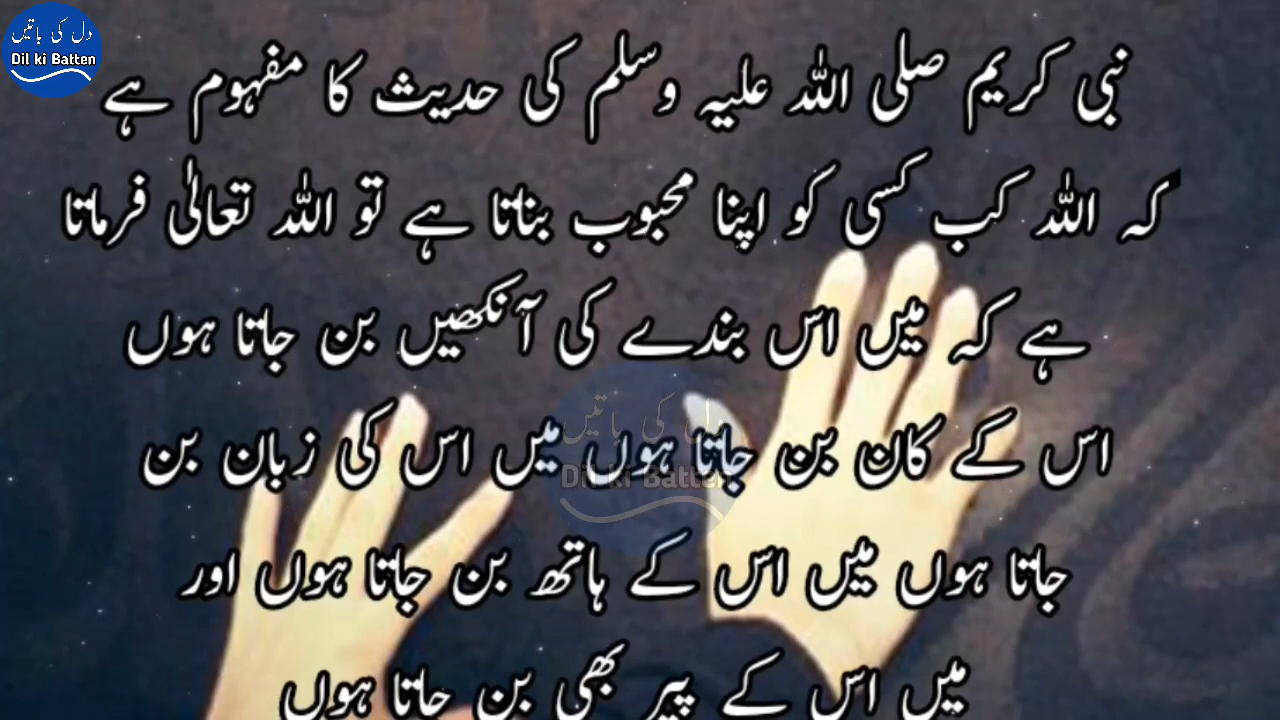 دل کی باتیں
Dil ki Batten
نبی کریم صلی اللہ علیہ وسلم کی حدیث کا مفہوم ہے
کہ اللہ کب کسی کو اپنا محبوب بناتا ہے تو اللہ تعالیٰ فرماتا
ہے کہ میں اس بندے کی آنکھیں بن جاتا ہوں
اس کے کان بن جاتا ہوں میں اس کی زبان بن
دل کی باتیں
Dil ki Batten
جاتا ہوں میں اس کے ہاتھ بن جاتا ہوں اور
میں اس کے پیر بھی بن جاتا ہوں